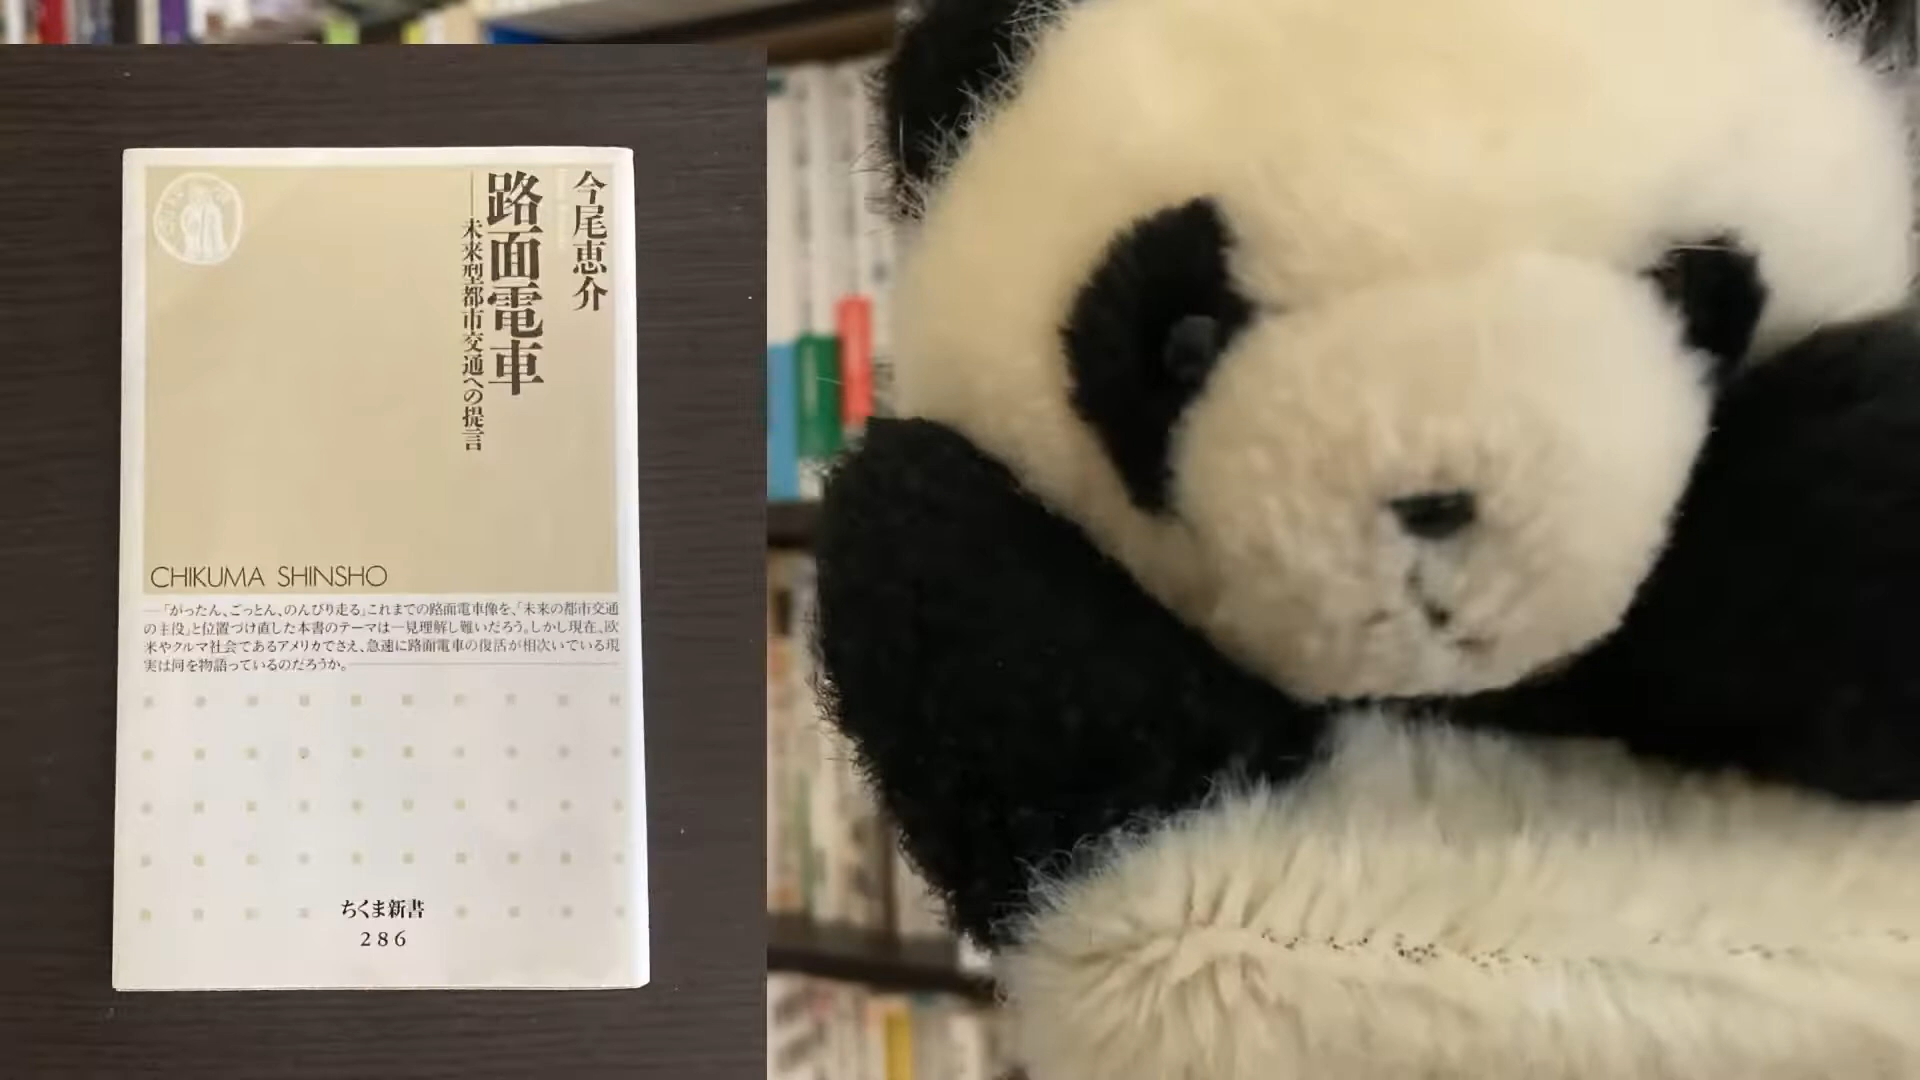 今尾恵介
路面電車
――未来型都市交通への提言
CHIKUMA SHINSHO
―「がったん、ごっとん、のんびり走る」これまでの路面電車像を、「未来の都市交通
の主役」と位置づけ直した本書のテーマは一見理解し難いだろう。しかし現在、欧
米やクルマ社会であるアメリカでさえ、急速に路面電車の復活が相次いでいる現
実は何を物語っているのだろうか。
ちくま新書
286